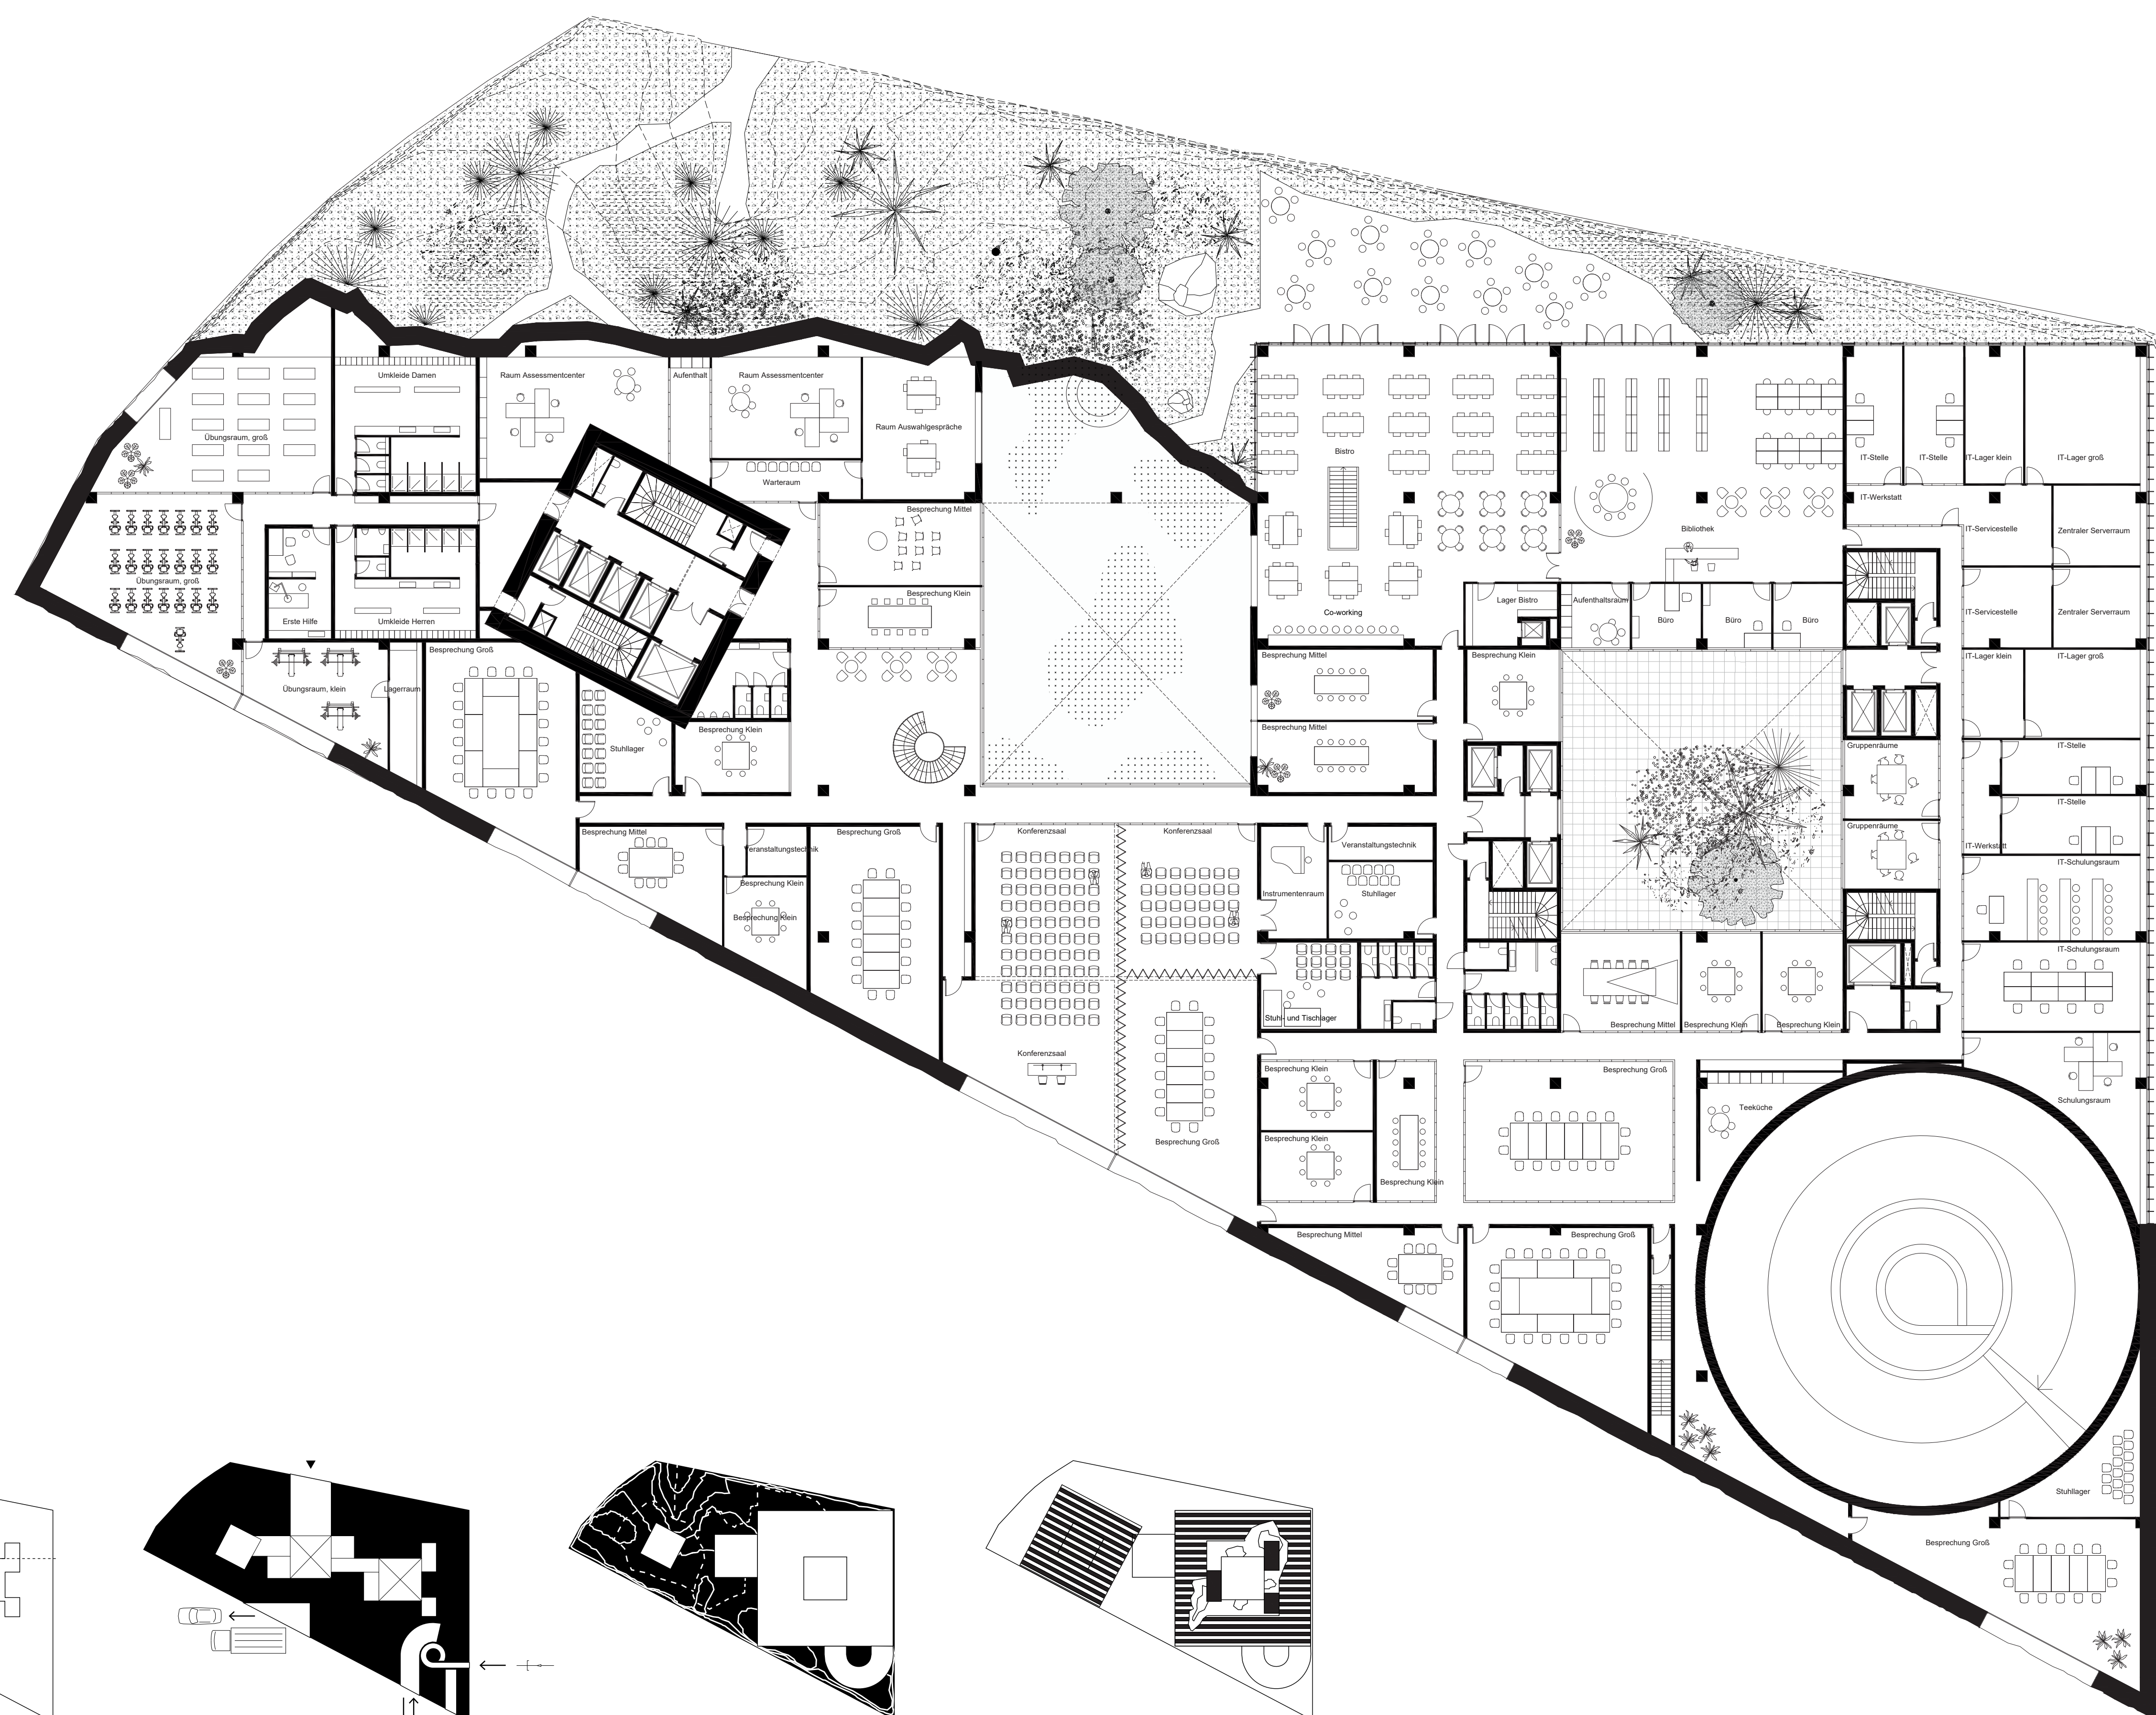 Umkleide Damen
Raum Assessmentcenter
Aufenthalt
Raum Assessmentcenter
Übungsraum, groß
Raum Auswahlgespräche
Warteraum
Bistro
IT-Stelle
IT-Stelle
IT-Lager klein
IT-Lager groß
IT-Werkstatt
Besprechung Mittel
Bibliothek
IT-Servicestelle
Zentraler Serverraum
Übungsraum, groß
Besprechung Klein
Erste Hilfe
Umkleide Herren
Co-working
Lager Bistro
Aufenthaltsraum
Büro
Büro
Büro
IT-Servicestelle
Zentraler Serverraum
Besprechung Groß
Besprechung Mittel
Besprechung Klein
IT-Lager klein
IT-Lager groß
Übungsraum, klein
Lagerraum
Stuhllager
Besprechung Klein
Besprechung Mittel
Gruppenräume
IT-Stelle
IT-Stelle
Besprechung Mittel
Veranstaltungstechnik
Besprechung Groß
Konferenzsaal
Konferenzsaal
Veranstaltungstechnik
Gruppenräume
IT-Werkstatt
IT-Schulungsraum
Besprechung Klein
Besprechung Klein
Instrumentenraum
Stuhllager
IT-Schulungsraum
Stuhl- und Tischlager
Besprechung Mittel
Besprechung Klein
Besprechung Klein
Konferenzsaal
Besprechung Klein
Besprechung Groß
Schulungsraum
Teeküche
Besprechung Groß
Besprechung Klein
Besprechung Klein
Besprechung Mittel
Besprechung Groß
Stuhllager
Besprechung Groß